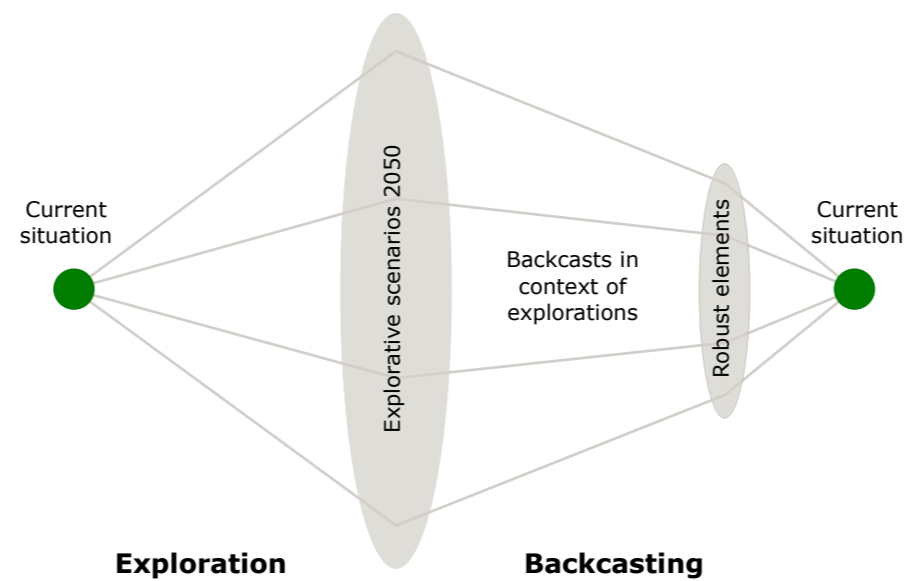 Current
situation
Explorative scenarios 2050
Backcasts in
context of
explorations
Robust elements
Current
situation
Exploration
Backcasting